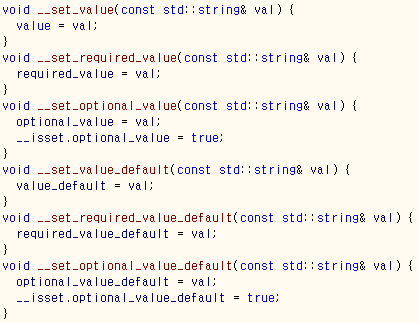 void __set_value(const std::string& val) {
  value = val;
}
void __set_required_value(const std::string& val) {
  required_value = val;
}
void __set_optional_value(const std::string& val) {
  optional_value = val;
  __isset.optional_value = true;
}
void __set_value_default(const std::string& val) {
  value_default = val;
}
void __set_required_value_default(const std::string& val) {
  required_value_default = val;
}
void __set_optional_value_default(const std::string& val) {
  optional_value_default = val;
  __isset.optional_value_default = true;
}